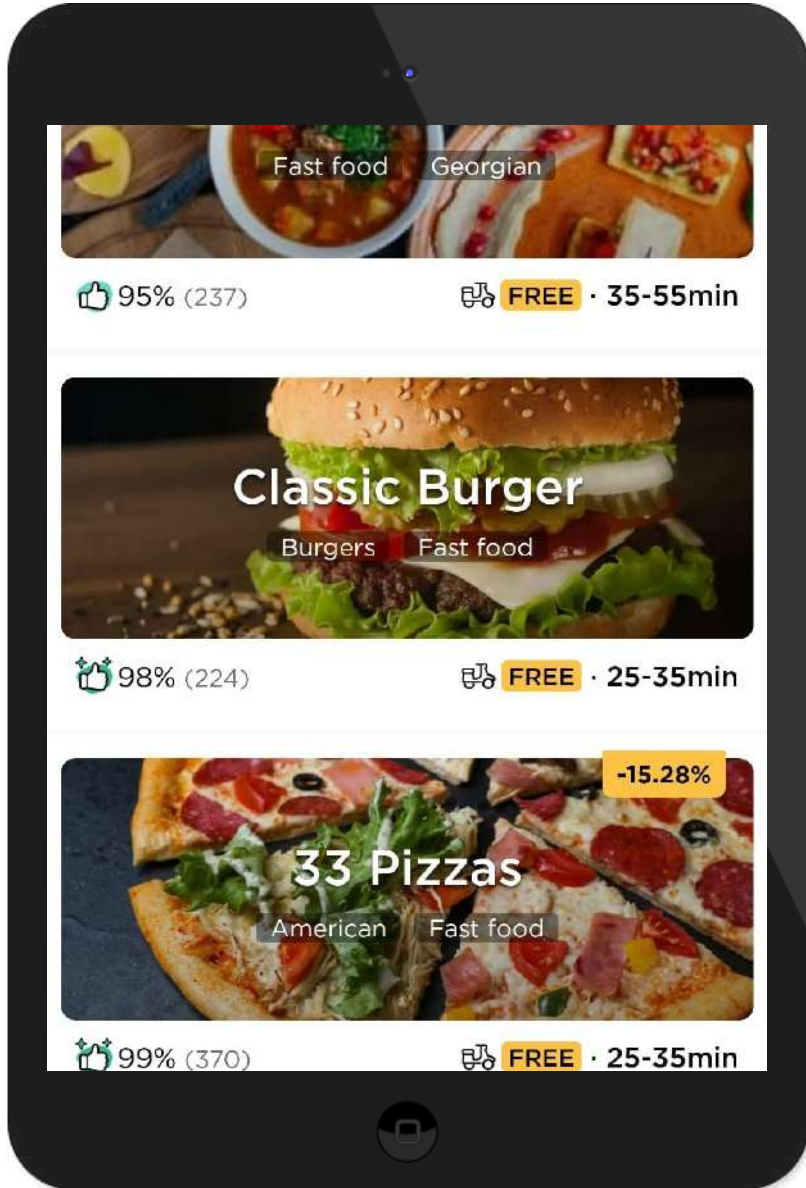 Fast food Georgian
95% (237) FREE · 35-55min
Classic Burger
Burgers Fast food
98% (224) FREE · 25-35min
-15.28%
33 Pizzas
American Fast food
99% (370) FREE · 25-35min